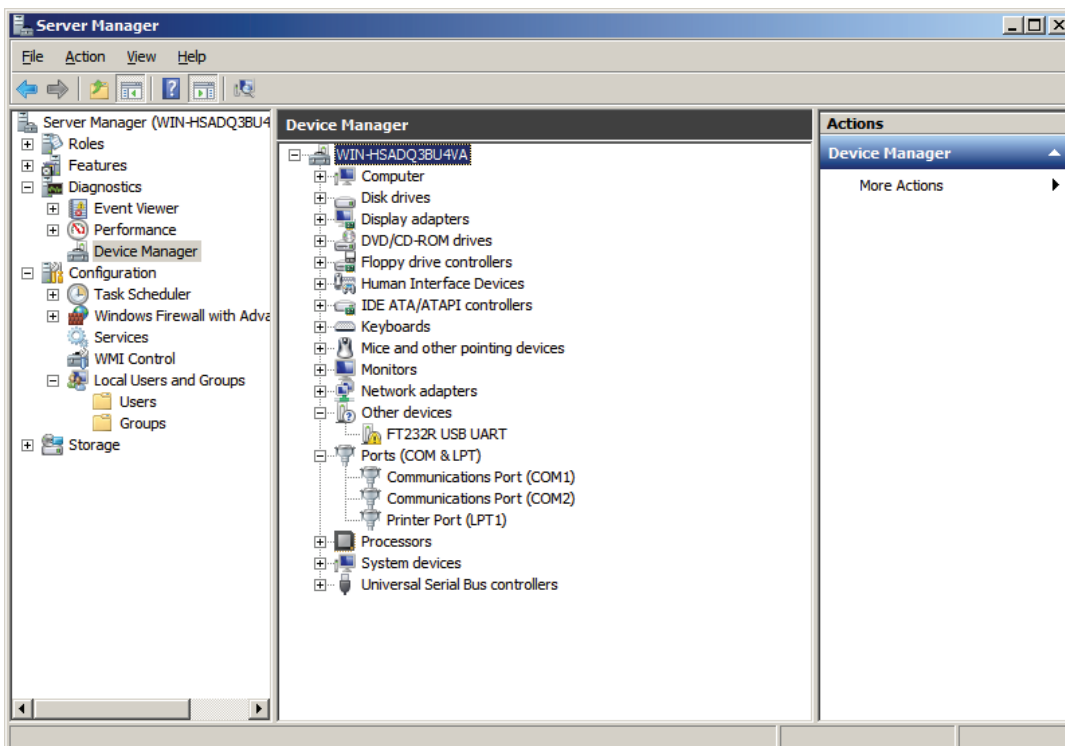 Server Manager
File Action View Help
Server Manager (WIN-HSADQ3BU4
Roles
Features
Diagnostics
Event Viewer
Performance
Device Manager
Configuration
Task Scheduler
Windows Firewall with Adva
Services
WMI Control
Local Users and Groups
Users
Groups
Storage
Device Manager
WIN-HSADQ3BU4VA
Computer
Disk drives
Display adapters
DVD/CD-ROM drives
Floppy drive controllers
Human Interface Devices
IDE ATA/ATAPI controllers
Keyboards
Mice and other pointing devices
Monitors
Network adapters
Other devices
FT232R USB UART
Ports (COM & LPT)
Communications Port (COM1)
Communications Port (COM2)
Printer Port (LPT1)
Processors
System devices
Universal Serial Bus controllers
Actions
Device Manager
More Actions